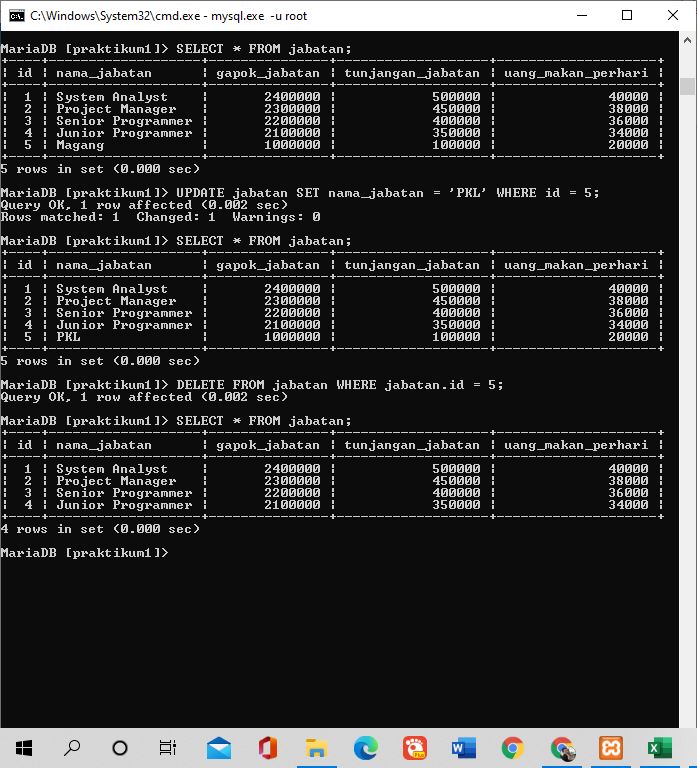 C:\Windows\System32\cmd.exe - mysql.exe -u root
MariaDB [praktikum1]> SELECT * FROM jabatan;
+----+-------------------+---------------+-------------------+---------------------+
| id | nama_jabatan      | gapok_jabatan | tunjangan_jabatan | uang_makan_perhari |
+----+-------------------+---------------+-------------------+---------------------+
| 1 | System Analyst | 2400000 | 500000 | 40000 |
| 2 | Project Manager | 2300000 | 450000 | 38000 |
| 3 | Senior Programmer | 2200000 | 400000 | 36000 |
| 4 | Junior Programmer | 2100000 | 350000 | 34000 |
| 5 | Magang | 1000000 | 100000 | 20000 |
+----+-------------------+---------------+-------------------+---------------------+
5 rows in set (0.000 sec)
MariaDB [praktikum1]> UPDATE jabatan SET nama_jabatan = 'PKL' WHERE id = 5;
Query OK, 1 row affected (0.002 sec)
Rows matched: 1  Changed: 1  Warnings: 0
MariaDB [praktikum1]> SELECT * FROM jabatan;
+----+-------------------+---------------+-------------------+---------------------+
| id | nama_jabatan | gapok_jabatan | tunjangan_jabatan | uang_makan_perhari |
+----+-------------------+---------------+-------------------+---------------------+
| 1 | System Analyst | 2400000 | 500000 | 40000 |
| 2 | Project Manager | 2300000 | 450000 | 38000 |
| 3 | Senior Programmer | 2200000 | 400000 | 36000 |
| 4 | Junior Programmer | 2100000 | 350000 | 34000 |
| 5 | PKL | 1000000 | 100000 | 20000 |
+----+-------------------+---------------+-------------------+---------------------+
5 rows in set (0.000 sec)
MariaDB [praktikum1]> DELETE FROM jabatan WHERE jabatan.id = 5;
Query OK, 1 row affected (0.002 sec)
MariaDB [praktikum1]> SELECT * FROM jabatan;
+----+-------------------+---------------+-------------------+---------------------+
| id | nama_jabatan | gapok_jabatan | tunjangan_jabatan | uang_makan_perhari |
+----+-------------------+---------------+-------------------+---------------------+
| 1 | System Analyst | 2400000 | 500000 | 40000 |
| 2 | Project Manager | 2300000 | 450000 | 38000 |
| 3 | Senior Programmer | 2200000 | 400000 | 36000 |
| 4 | Junior Programmer | 2100000 | 350000 | 34000 |
+----+-------------------+---------------+-------------------+---------------------+
4 rows in set (0.000 sec)
MariaDB [praktikum1]>